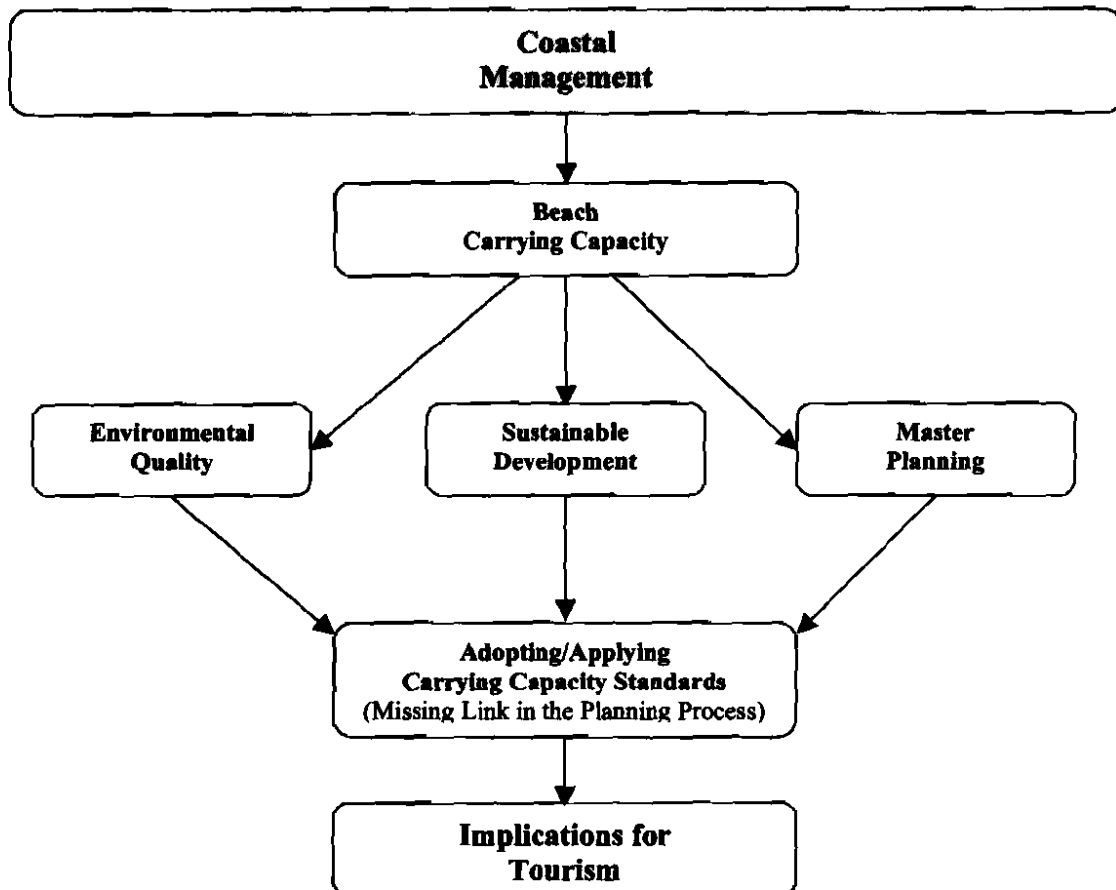 Coastal
Management
Beach
Carrying Capacity
Environmental
Quality
Sustainable
Development
Master
Planning
Adopting/Applying
Carrying Capacity Standards
(Missing Link in the Planning Process)
Implications for
Tourism